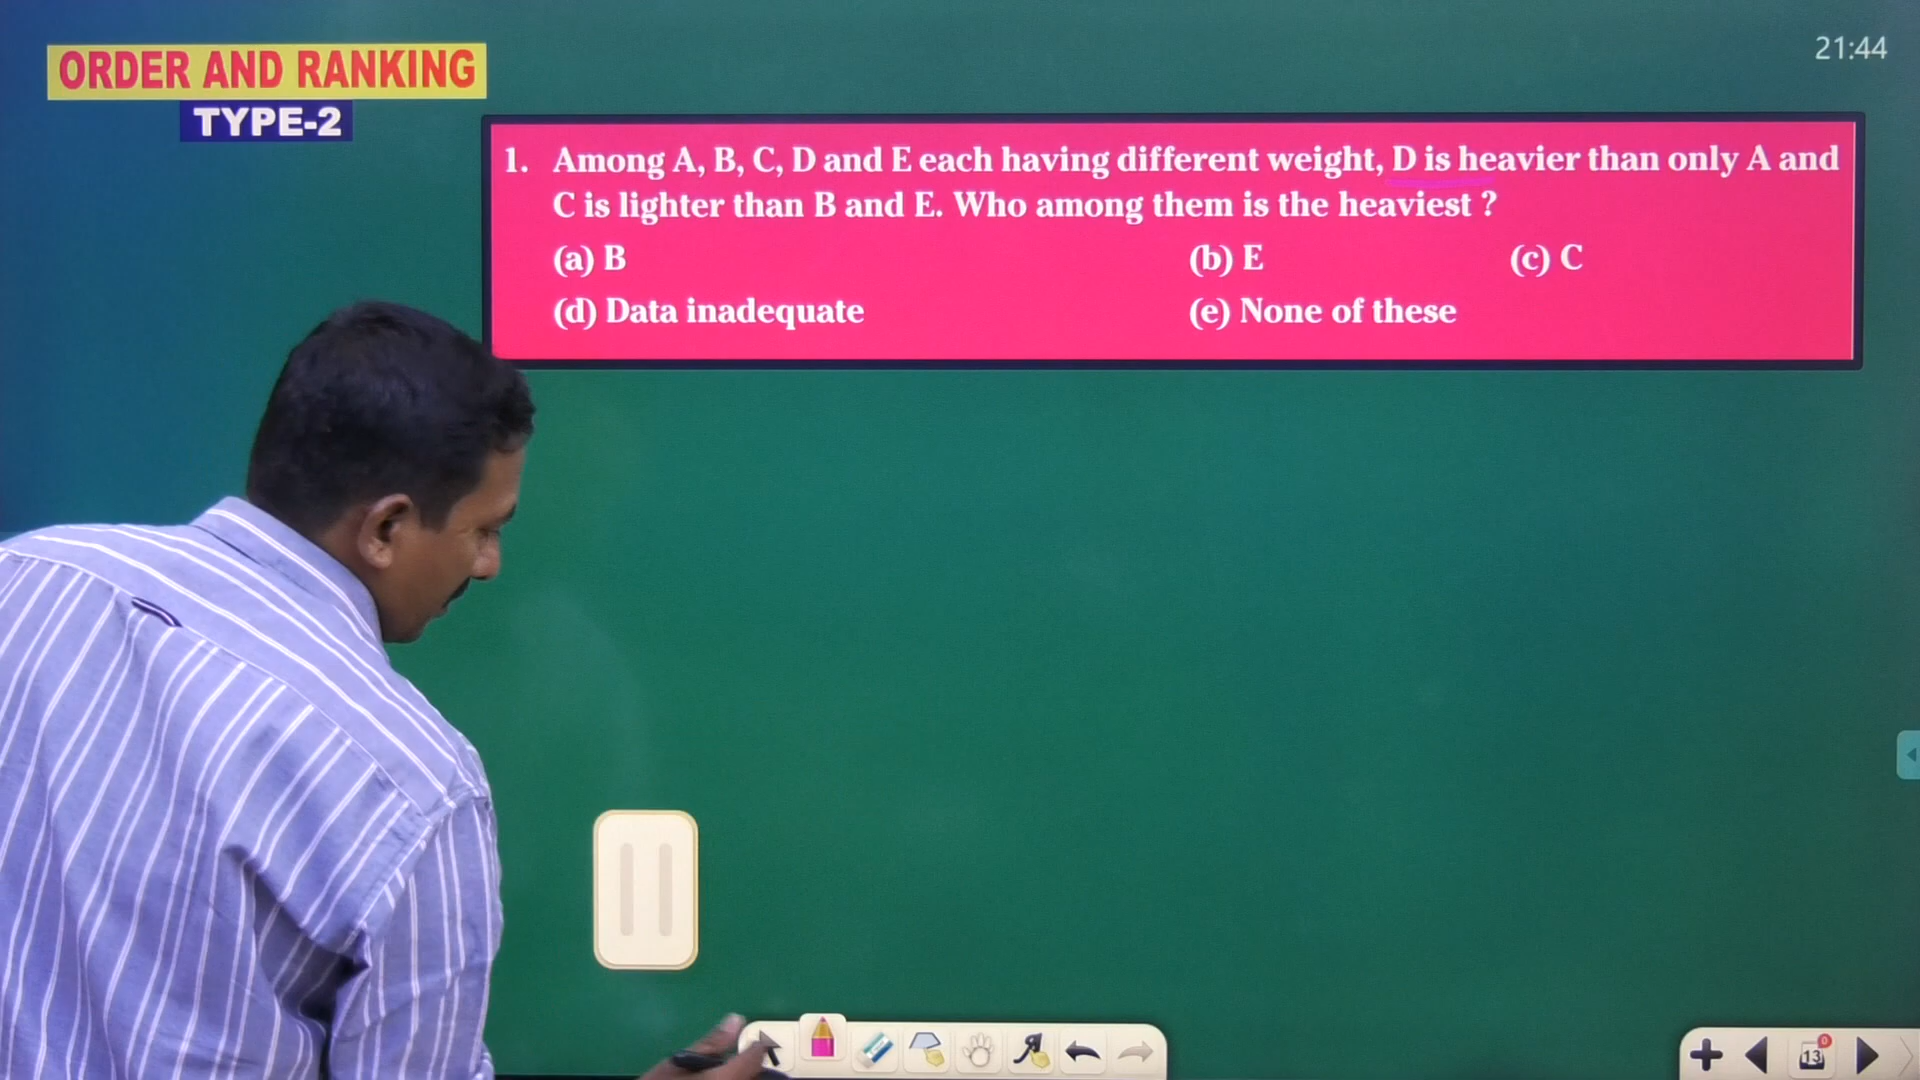 21:44
ORDER AND RANKING
TYPE-2
1. Among A, B, C, D and E each having different weight, D is heavier than only A and
C is lighter than B and E. Who among them is the heaviest ?
(a) B (b) E (c) C
(d) Data inadequate (e) None of these
0
13